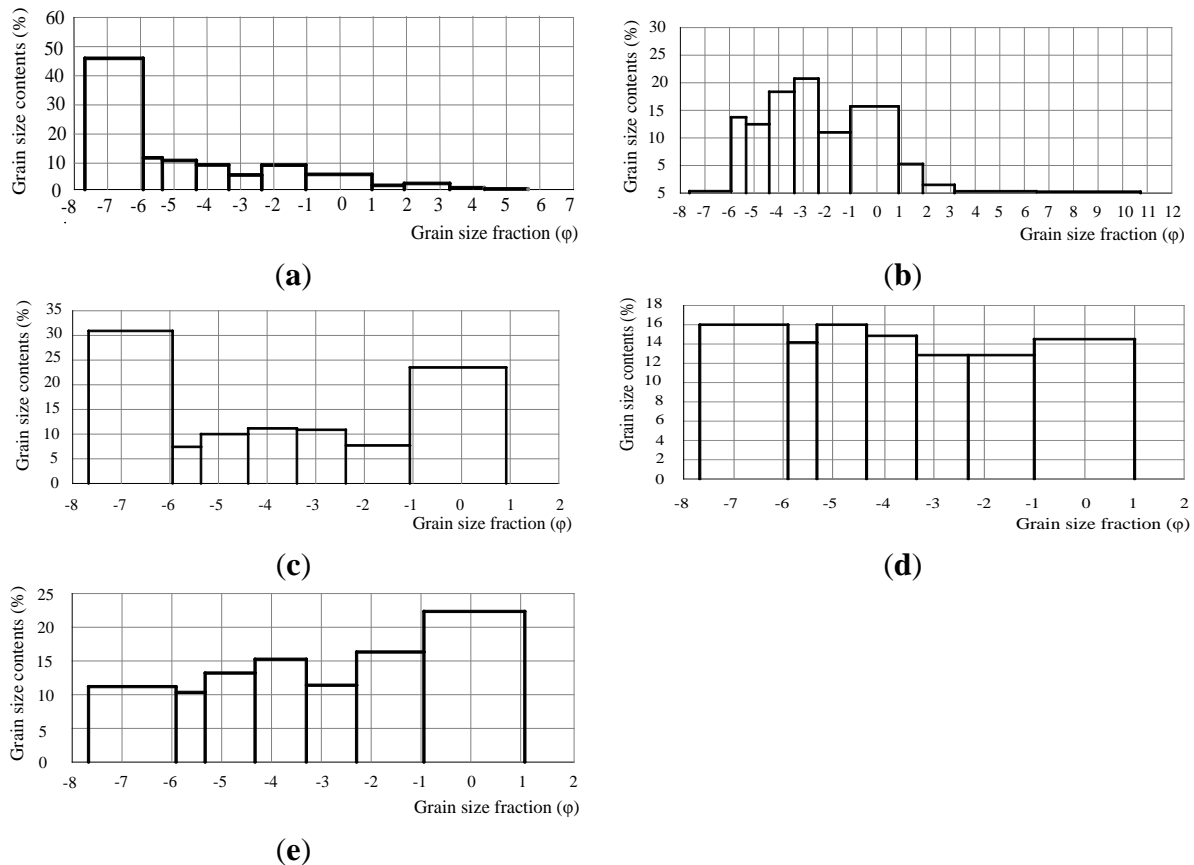 Grain size contents (%)
60
50
40
30
20
10
0
-8 -7 -6 -5 -4 -3 -2 -1 0 1 2 3 4 5 6 7
Grain size fraction (φ)
(a)
Grain size contents (%)
30
25
20
15
10
5
5
-8 -7 -6 -5 -4 -3 -2 -1 0 1 2 3 4 5 6 7 8 9 10 11 12
Grain size fraction (φ)
(b)
Grain size contents (%)
35
30
25
20
15
10
5
0
-8 -7 -6 -5 -4 -3 -2 -1 0 1 2
Grain size fraction (φ)
(c)
Grain size contents (%)
18
16
14
12
10
8
6
4
2
0
-8 -7 -6 -5 -4 -3 -2 -1 0 1 2
Grain size fraction (φ)
(d)
Grain size contents (%)
25
20
15
10
5
0
-8 -7 -6 -5 -4 -3 -2 -1 0 1 2
Grain size fraction (φ)
(e)